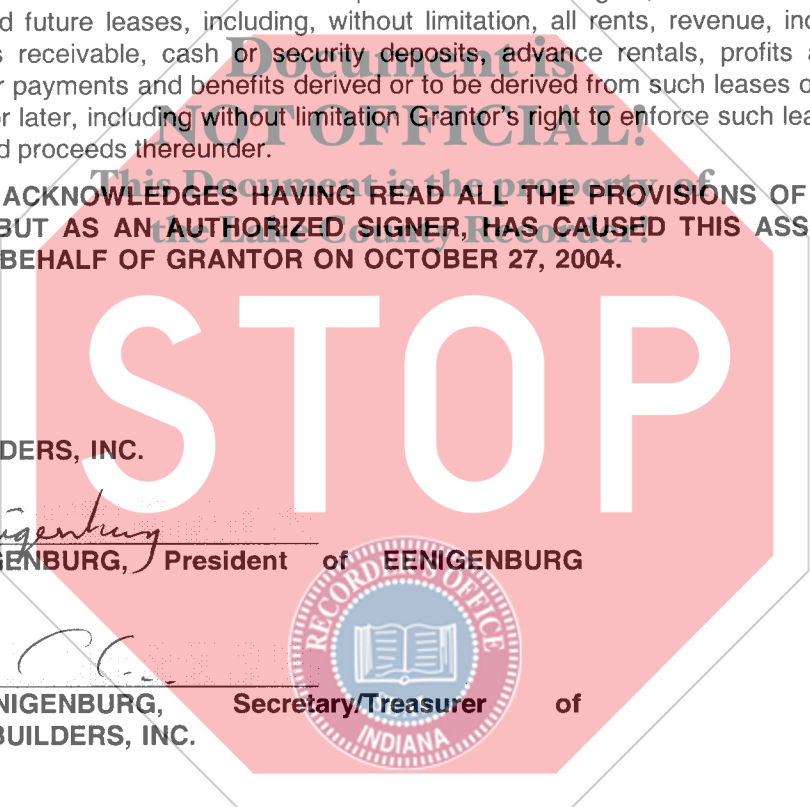 d future leases, including, without limitation, all rents, revenue, inc
s receivable, cash or security deposits, advance rentals, profits a
r payments and benefits derived or to be derived from such leases o
or later, including without limitation Grantor's right to enforce such lea
d proceeds thereunder.
Document is
NOT OFFICIAL!
This Document is the property of
the Lake County Recorder!
ACKNOWLEDGES HAVING READ ALL THE PROVISIONS OF
BUT AS AN AUTHORIZED SIGNER, HAS CAUSED THIS ASS
BEHALF OF GRANTOR ON OCTOBER 27, 2004.
STOP
DERS, INC.
igenburg
GENBURG, President of EENIGENBURG
NIGENBURG, Secretary/Treasurer of
BUILDERS, INC.
RECORDER'S OFFICE
INDIANA